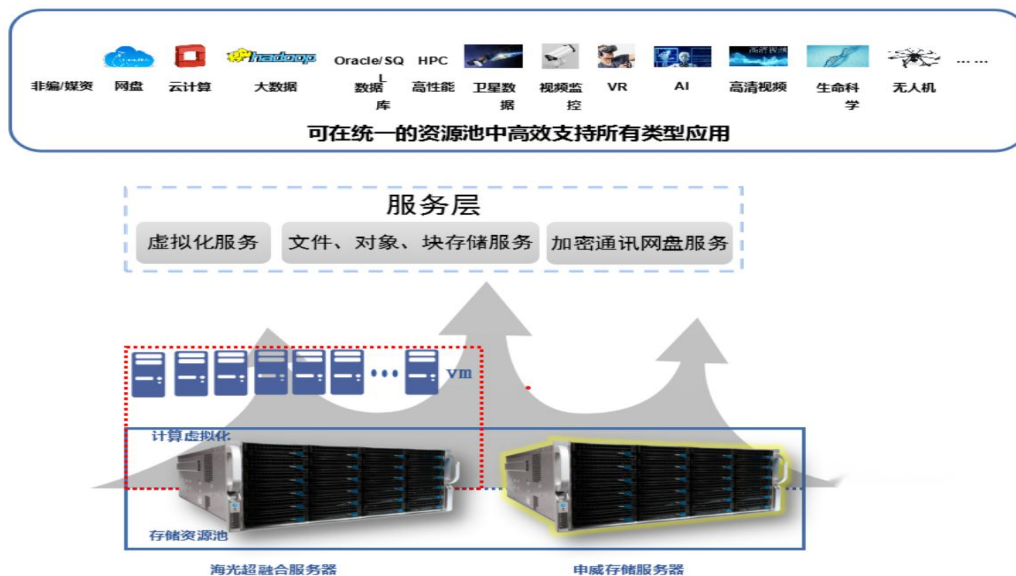 hadoop
Oracle/SQ HPC
L
非编/媒资 网盘 云计算 大数据 数据 高性能 卫星数 视频监 VR AI 高清视频 生命科 无人机 … …
库 据 控 学
可在统一的资源池中高效支持所有类型应用
服务层
虚拟化服务 文件、对象、块存储服务 加密通讯网盘服务
vm
计算虚拟化
存储资源池
海光超融合服务器 申威存储服务器